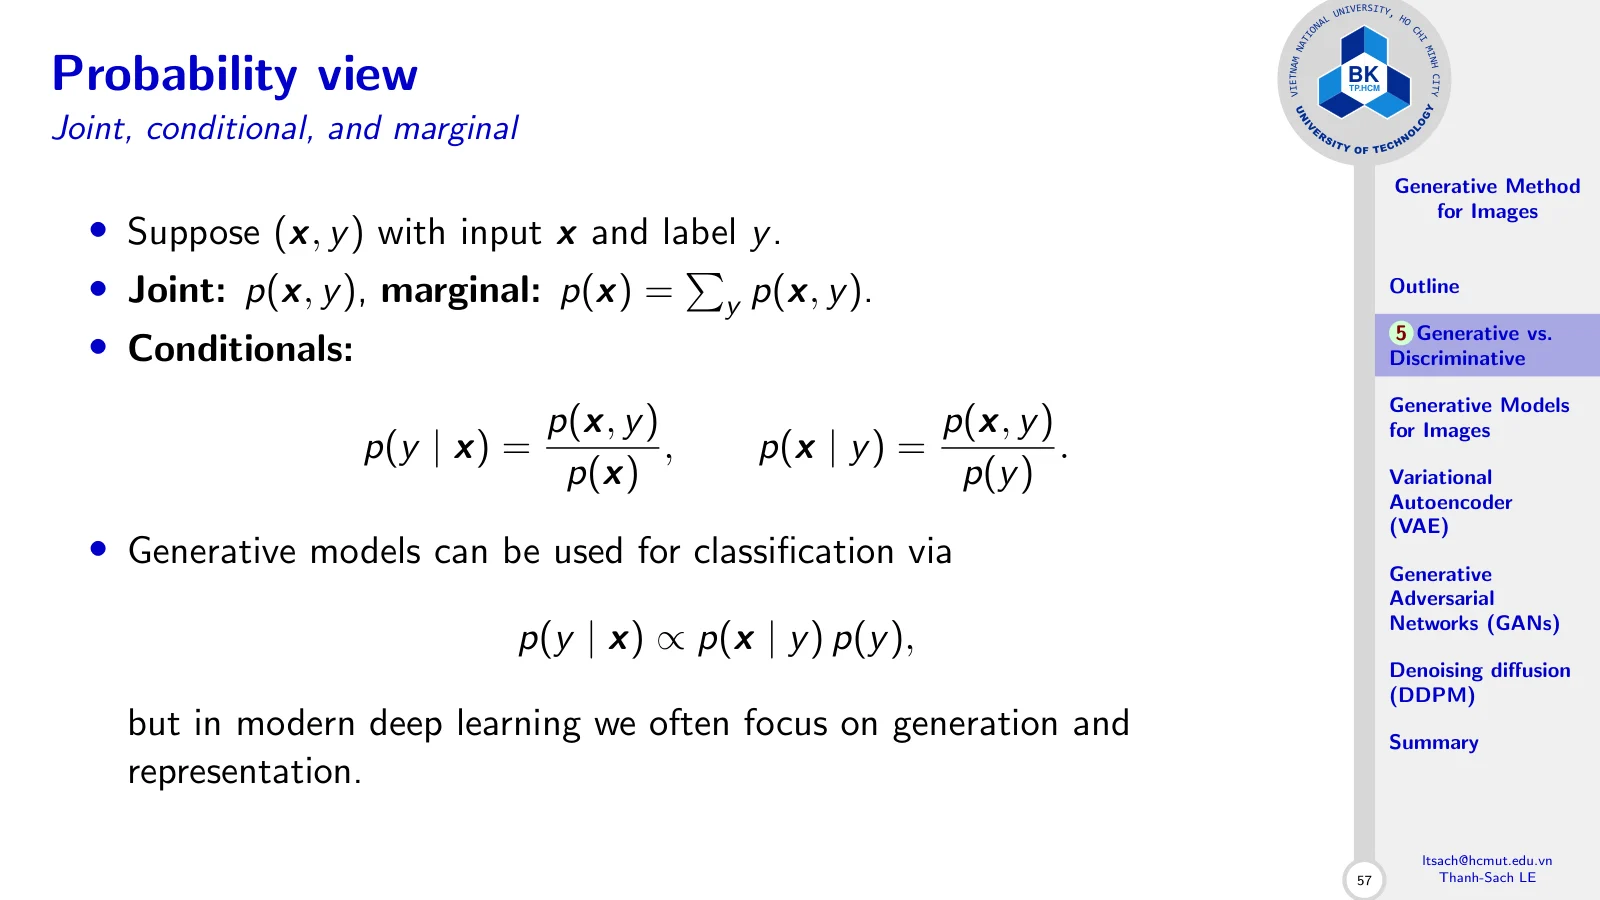 Probability view
Joint, conditional, and marginal
• Suppose (x, y) with input x and label y.
• Joint: p(x, y), marginal: p(x) = ∑_y p(x, y).
• Conditionals:
p(y | x) = p(x, y) / p(x), p(x | y) = p(x, y) / p(y).
• Generative models can be used for classification via
p(y | x) ∝ p(x | y) p(y),
but in modern deep learning we often focus on generation and
representation.
VIETNAM NATIONAL UNIVERSITY, HO CHI MINH CITY
BK
TP.HCM
UNIVERSITY OF TECHNOLOGY
Generative Method
for Images
Outline
5 Generative vs.
Discriminative
Generative Models
for Images
Variational
Autoencoder
(VAE)
Generative
Adversarial
Networks (GANs)
Denoising diffusion
(DDPM)
Summary
ltsach@hcmut.edu.vn
Thanh-Sach LE
57